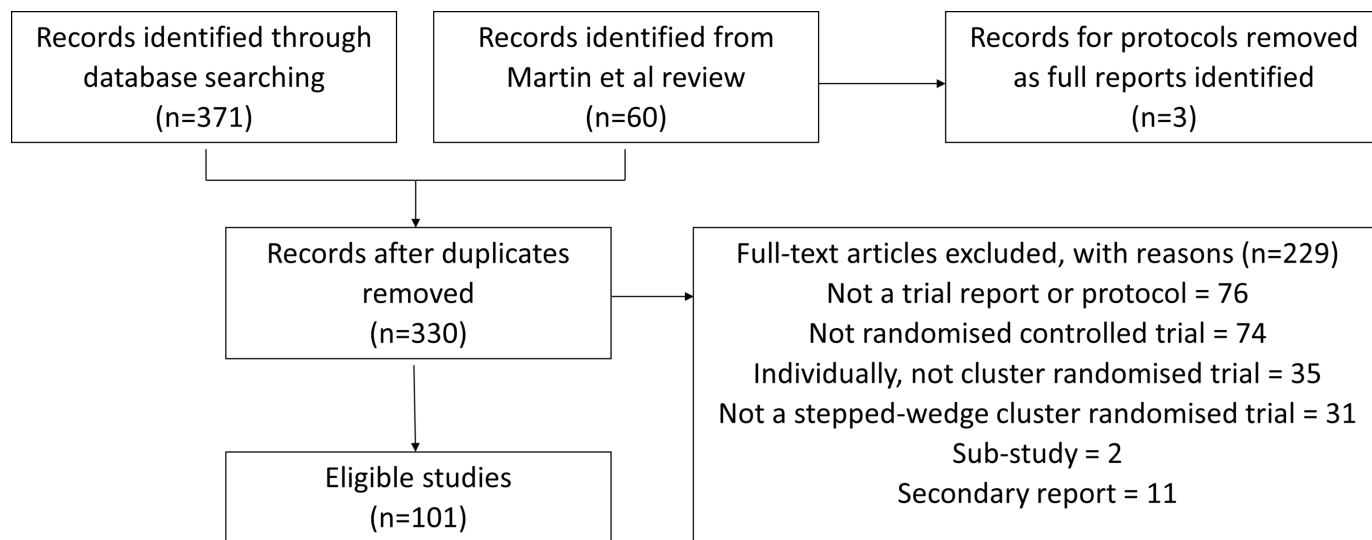 Records identified through
database searching
(n=371)
Records identified from
Martin et al review
(n=60)
Records for protocols removed
as full reports identified
(n=3)
Records after duplicates
removed
(n=330)
Full-text articles excluded, with reasons (n=229)
Not a trial report or protocol = 76
Not randomised controlled trial = 74
Individually, not cluster randomised trial = 35
Not a stepped-wedge cluster randomised trial = 31
Sub-study = 2
Secondary report = 11
Eligible studies
(n=101)